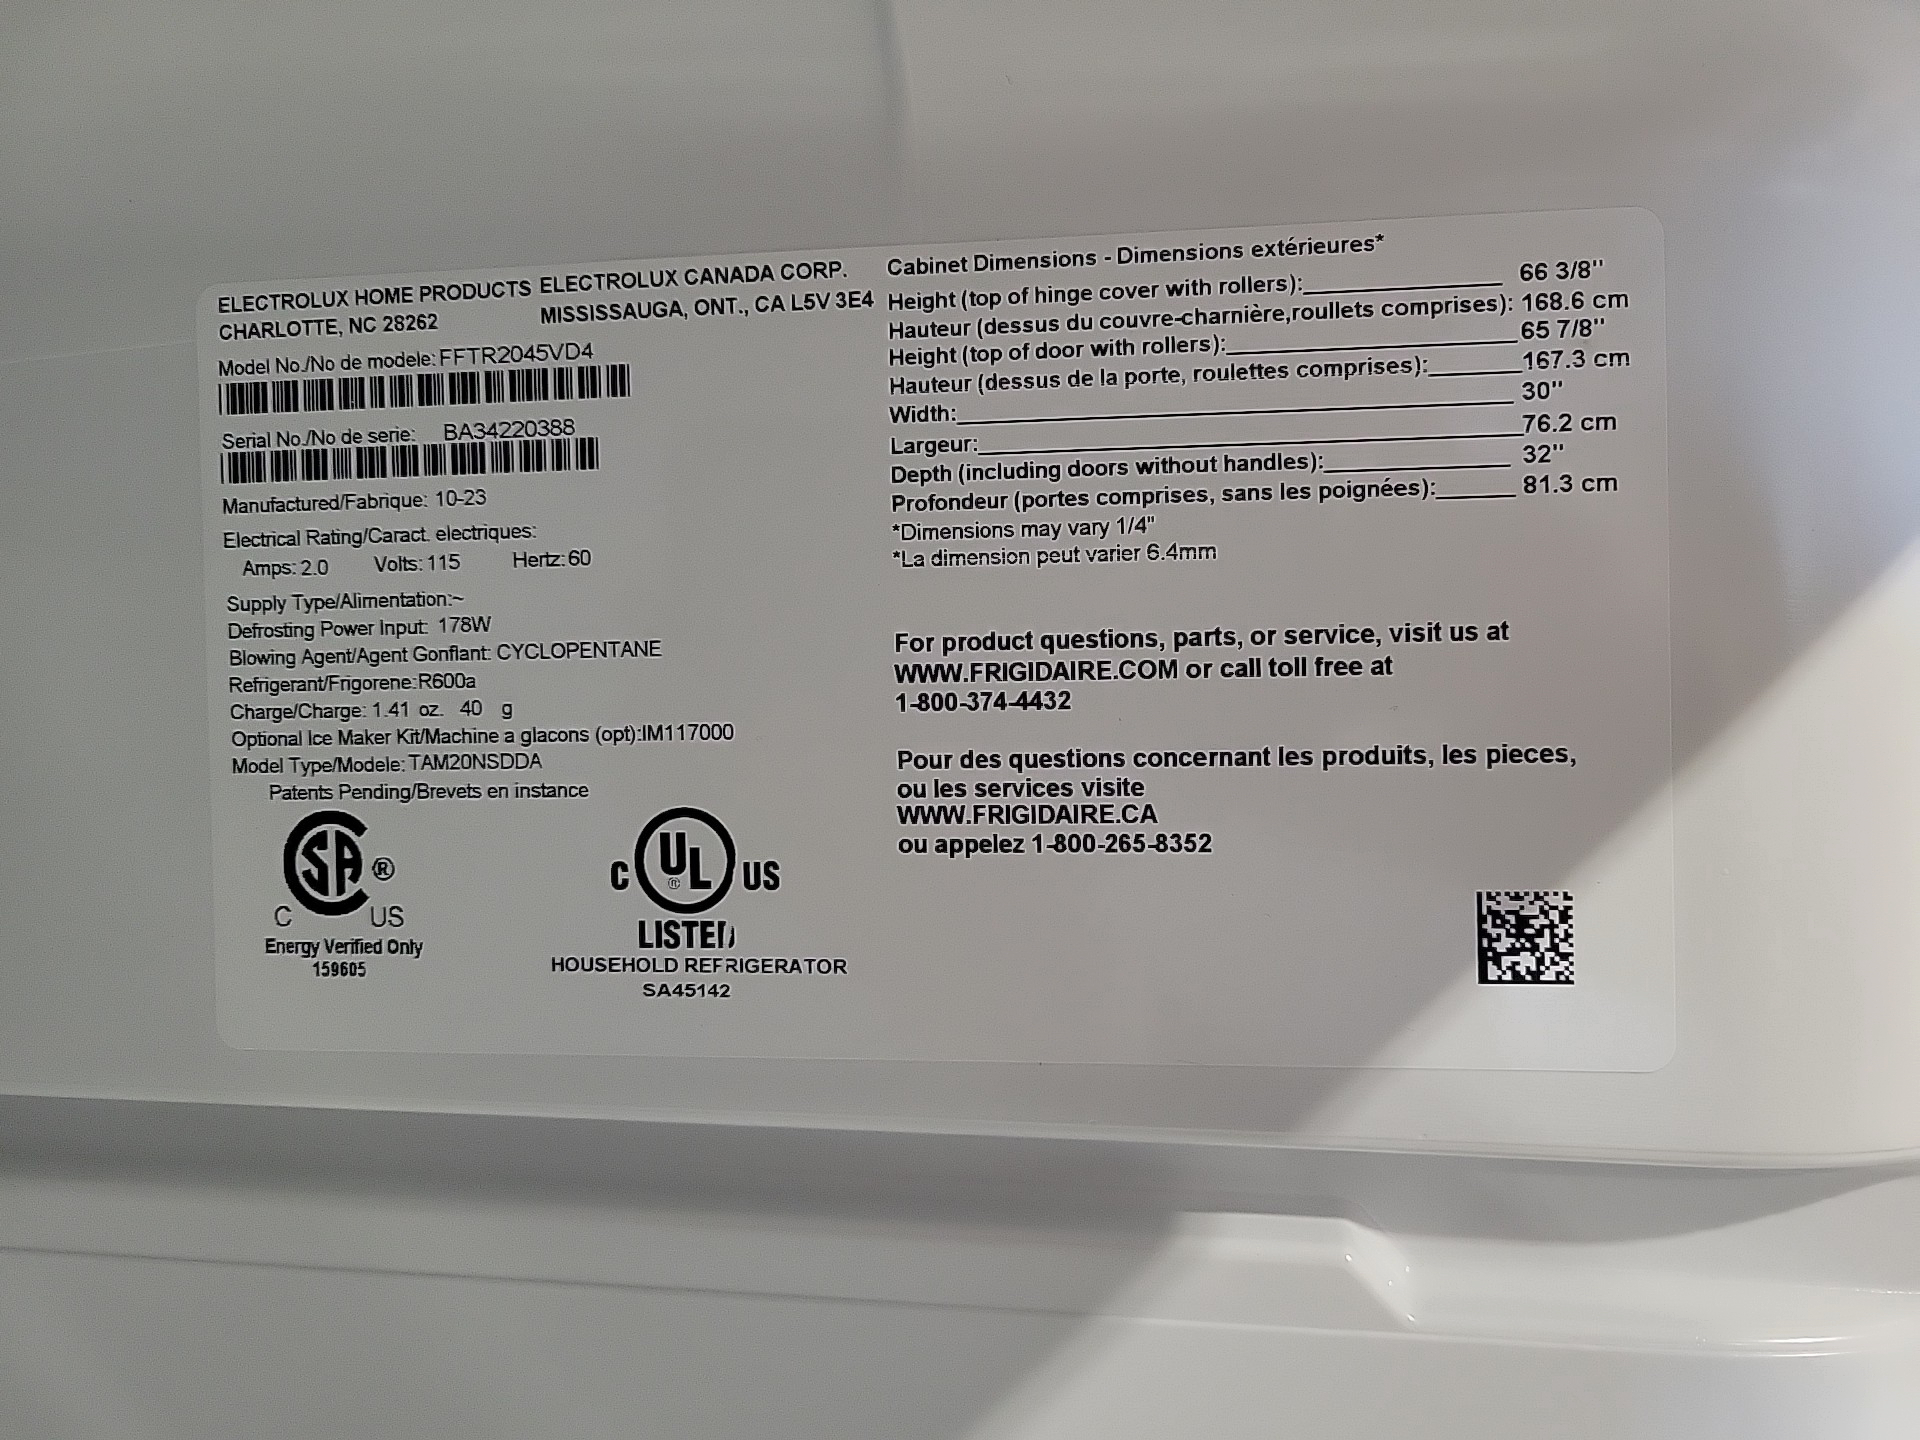 ELECTROLUX HOME PRODUCTS ELECTROLUX CANADA CORP.
CHARLOTTE, NC 28262 MISSISSAUGA, ONT., CA L5V 3E4
Model No./No de modele: FFTR2045VD4
Serial No./No de serie: BA34220388
Manufactured/Fabrique: 10-23
Electrical Rating/Caract. electriques:
Amps: 2.0 Volts: 115 Hertz: 60
Supply Type/Alimentation:~
Defrosting Power Input: 178W
Blowing Agent/Agent Gonflant: CYCLOPENTANE
Refrigerant/Frigorene: R600a
Charge/Charge: 1.41 oz. 40 g
Optional Ice Maker Kit/Machine a glacons (opt):IM117000
Model Type/Modele: TAM20NSDDA
Patents Pending/Brevets en instance
SA ®
C US
Energy Verified Only
159605
C UL ® US
LISTED
HOUSEHOLD REFRIGERATOR
SA45142
Cabinet Dimensions - Dimensions extérieures*
Height (top of hinge cover with rollers): 66 3/8"
Hauteur (dessus du couvre-charnière,roullets comprises): 168.6 cm
Height (top of door with rollers): 65 7/8"
Hauteur (dessus de la porte, roulettes comprises): 167.3 cm
Width: 30"
Largeur: 76.2 cm
Depth (including doors without handles): 32"
Profondeur (portes comprises, sans les poignées): 81.3 cm
*Dimensions may vary 1/4"
*La dimension peut varier 6.4mm
For product questions, parts, or service, visit us at
WWW.FRIGIDAIRE.COM or call toll free at
1-800-374-4432
Pour des questions concernant les produits, les pieces,
ou les services visite
WWW.FRIGIDAIRE.CA
ou appelez 1-800-265-8352